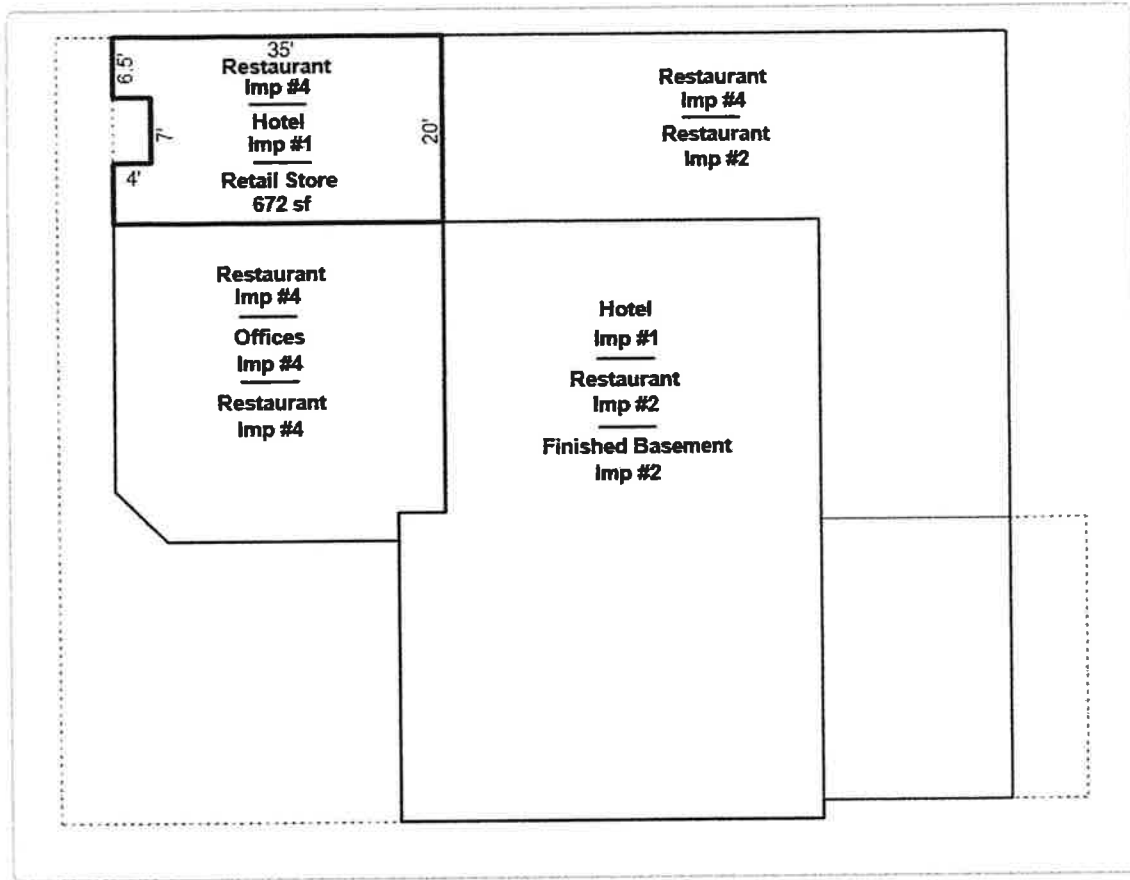 35'
6.5'
Restaurant
Imp #4
Hotel
Imp #1
Retail Store
672 sf
7'
4'
20'
Restaurant
Imp #4
Restaurant
Imp #2
Restaurant
Imp #4
Offices
Imp #4
Restaurant
Imp #4
Hotel
Imp #1
Restaurant
Imp #2
Finished Basement
Imp #2